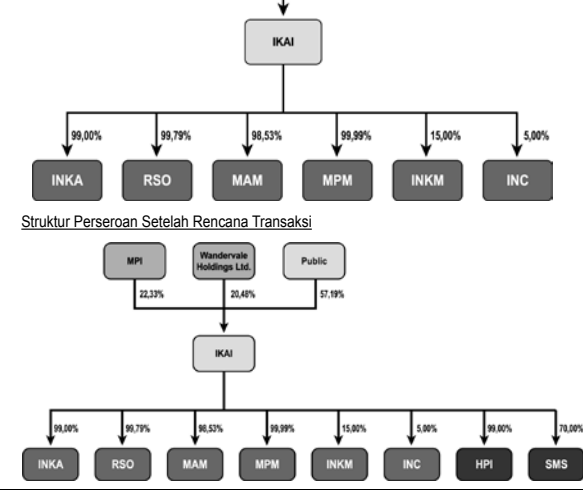 IKAI
99,00% 99,79% 98,53% 99,99% 15,00% 5,00%
INKA RSO MAM MPM INKM INC
Struktur Perseroan Setelah Rencana Transaksi
MPI Wandervale Holdings Ltd. Public
22,33% 20,48% 57,19%
IKAI
99,00% 99,79% 98,53% 99,99% 15,00% 5,00% 99,00% 70,00%
INKA RSO MAM MPM INKM INC HPI SMS